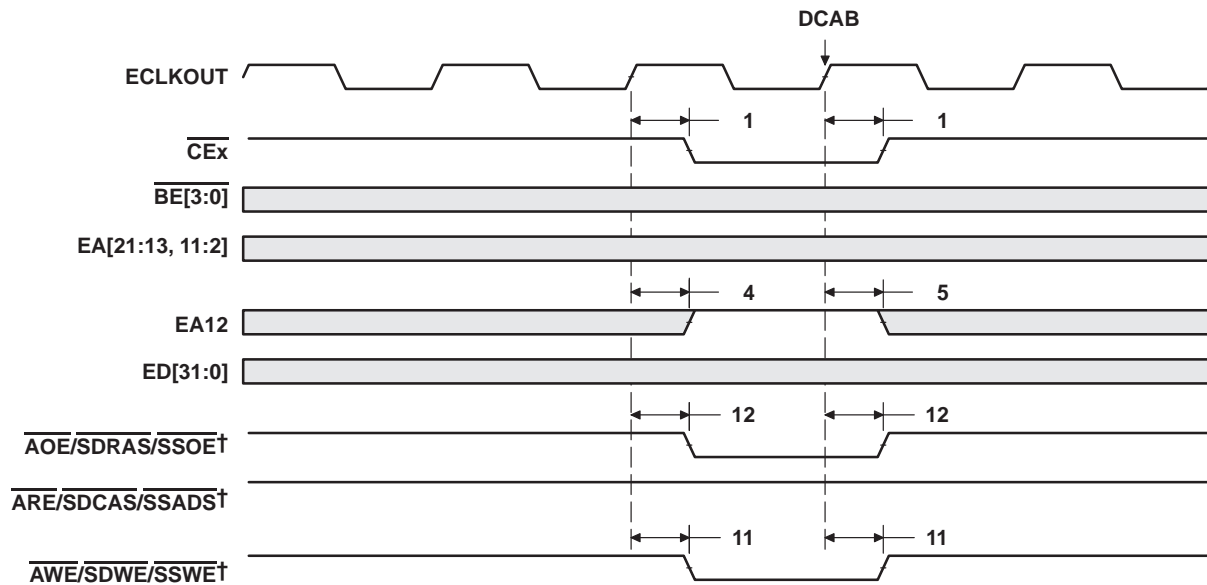 DCAB
ECLKOUT
1 1
CEx
BE[3:0]
EA[21:13, 11:2]
4 5
EA12
ED[31:0]
12 12
AOE/SDRAS/SSOE†
ARE/SDCAS/SSADS†
11 11
AWE/SDWE/SSWE†